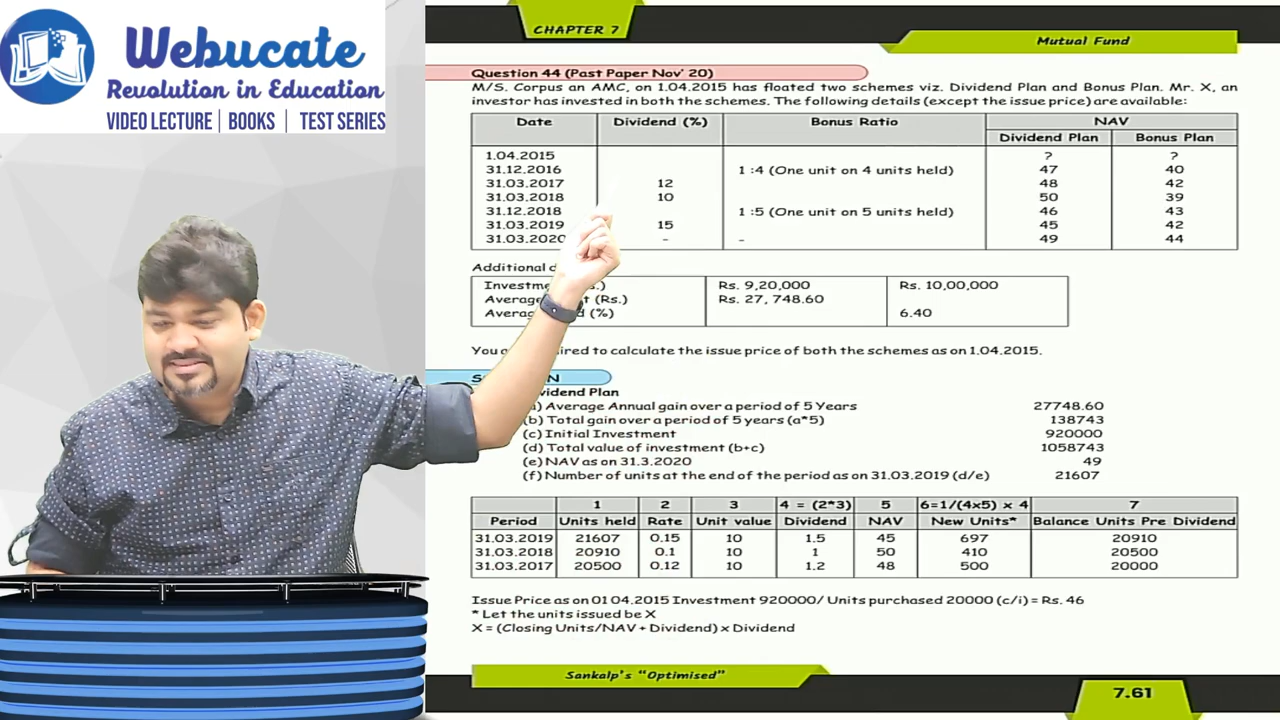 Webucate
Revolution in Education
VIDEO LECTURE | BOOKS | TEST SERIES
CHAPTER 7
Mutual Fund
Question 44 (Past Paper Nov' 20)
M/S. Corpus an AMC, on 1.04.2015 has floated two schemes viz. Dividend Plan and Bonus Plan. Mr. X, an
investor has invested in both the schemes. The following details (except the issue price) are available:
Date Dividend (%) Bonus Ratio NAV
Dividend Plan Bonus Plan
1.04.2015 ? ?
31.12.2016 1 :4 (One unit on 4 units held) 47 40
31.03.2017 12 48 42
31.03.2018 10 50 39
31.12.2018 1 :5 (One unit on 5 units held) 46 43
31.03.2019 15 45 42
31.03.2020 - - 49 44
Additional
Rs. 9,20,000 Rs. 10,00,000
Average (Rs.) Rs. 27, 748.60
(%) 6.40
You to calculate the issue price of both the schemes as on 1.04.2015.
Plan
Average Annual gain over a period of 5 Years 27748.60
(b) Total gain over a period of 5 years (a*5) 138743
(c) Initial Investment 920000
(d) Total value of investment (b+c) 1058743
(e) NAV as on 31.3.2020 49
(f) Number of units at the end of the period as on 31.03.2019 (d/e) 21607
1 2 3 4 = (2*3) 5 6=1/(4x5) x 4 7
Period Units held Rate Unit value Dividend NAV New Units* Balance Units Pre Dividend
31.03.2019 21607 0.15 10 1.5 45 697 20910
31.03.2018 20910 0.1 10 1 50 410 20500
31.03.2017 20500 0.12 10 1.2 48 500 20000
Issue Price as on 01 04.2015 Investment 920000/ Units purchased 20000 (c/i) = Rs. 46
* Let the units issued be X
X = (Closing Units/NAV + Dividend) x Dividend
Sankalp's "Optimised"
7.61